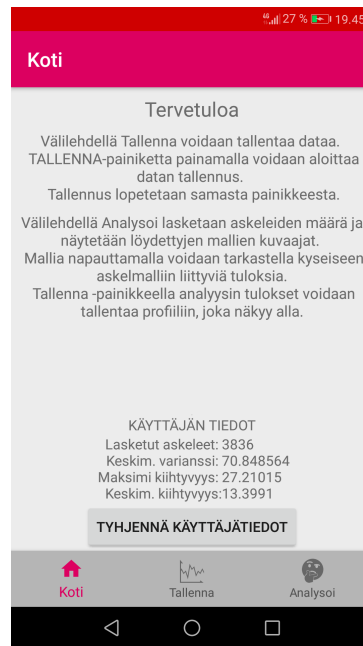 4G 27 % 19.45
Koti
Tervetuloa
Välilehdellä Tallenna voidaan tallentaa dataa.
TALLENNA-painiketta painamalla voidaan aloittaa
datan tallennus.
Tallennus lopetetaan samasta painikkeesta.
Välilehdellä Analysoi lasketaan askeleiden määrä ja
näytetään löydettyjen mallien kuvaajat.
Mallia napauttamalla voidaan tarkastella kyseiseen
askelmalliin liittyviä tuloksia.
Tallenna -painikkeella analyysin tulokset voidaan
tallentaa profiiliin, joka näkyy alla.
KÄYTTÄJÄN TIEDOT
Lasketut askeleet: 3836
Keskim. varianssi: 70.848564
Maksimi kiihtyvyys: 27.21015
Keskim. kiihtyvyys:13.3991
TYHJENNÄ KÄYTTÄJÄTIEDOT
Koti Tallenna Analysoi